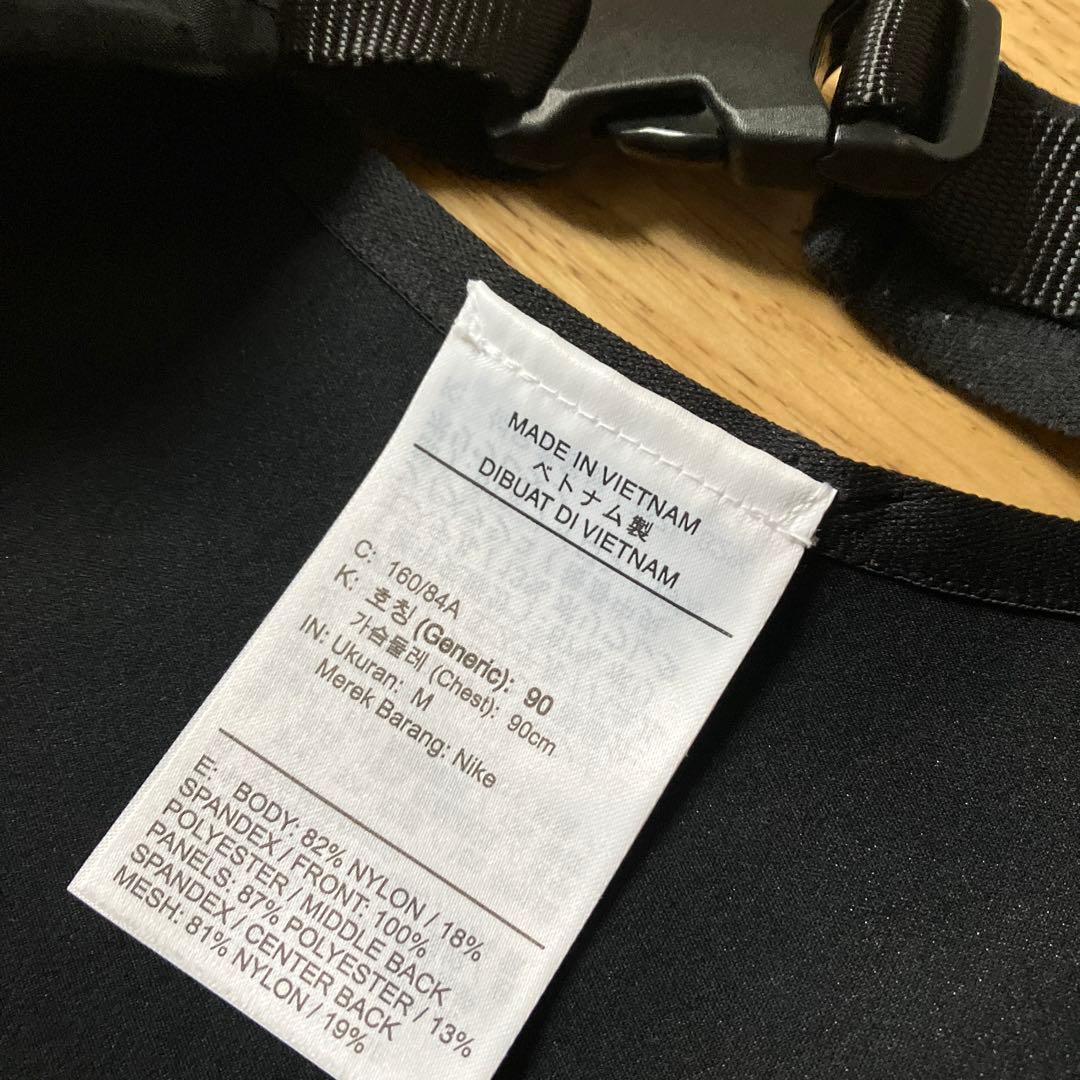 MADE IN VIETNAM
ベトナム製
DIBUAT DI VIETNAM
C: 160/84A
K: 호칭 (Generic): 90
가슴둘레 (Chest): 90cm
IN: Ukuran: M
Merek Barang: Nike
E: BODY: 82% NYLON / 18%
SPANDEX / FRONT: 100%
POLYESTER / MIDDLE BACK
PANELS: 87% POLYESTER / 13%
SPANDEX / CENTER BACK
MESH: 81% NYLON / 19%